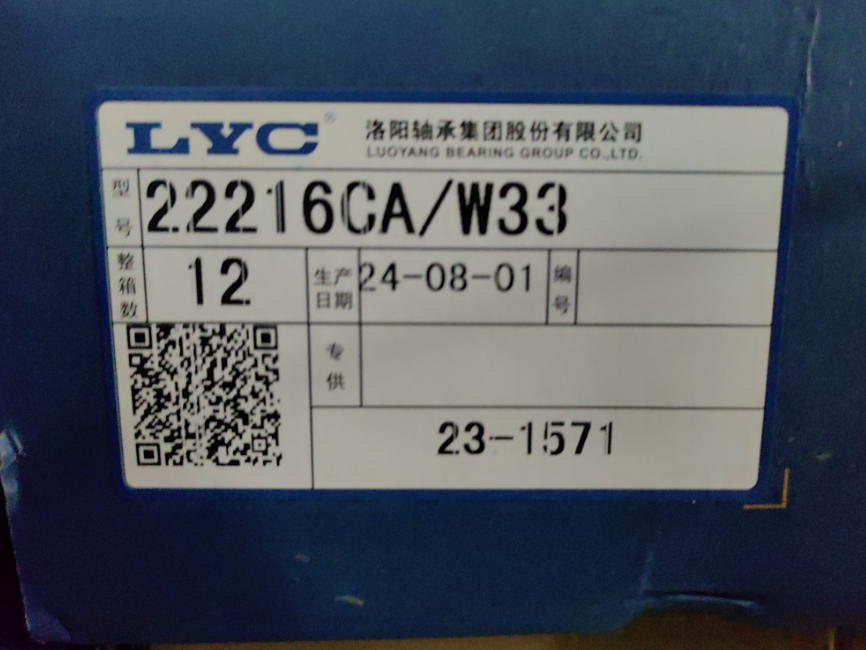 LYC® 洛阳轴承集团股份有限公司
LUOYANG BEARING GROUP CO.,LTD.
型号 22216CA/W33
整箱数 12 生产日期 24-08-01 编号
专供
23-1571